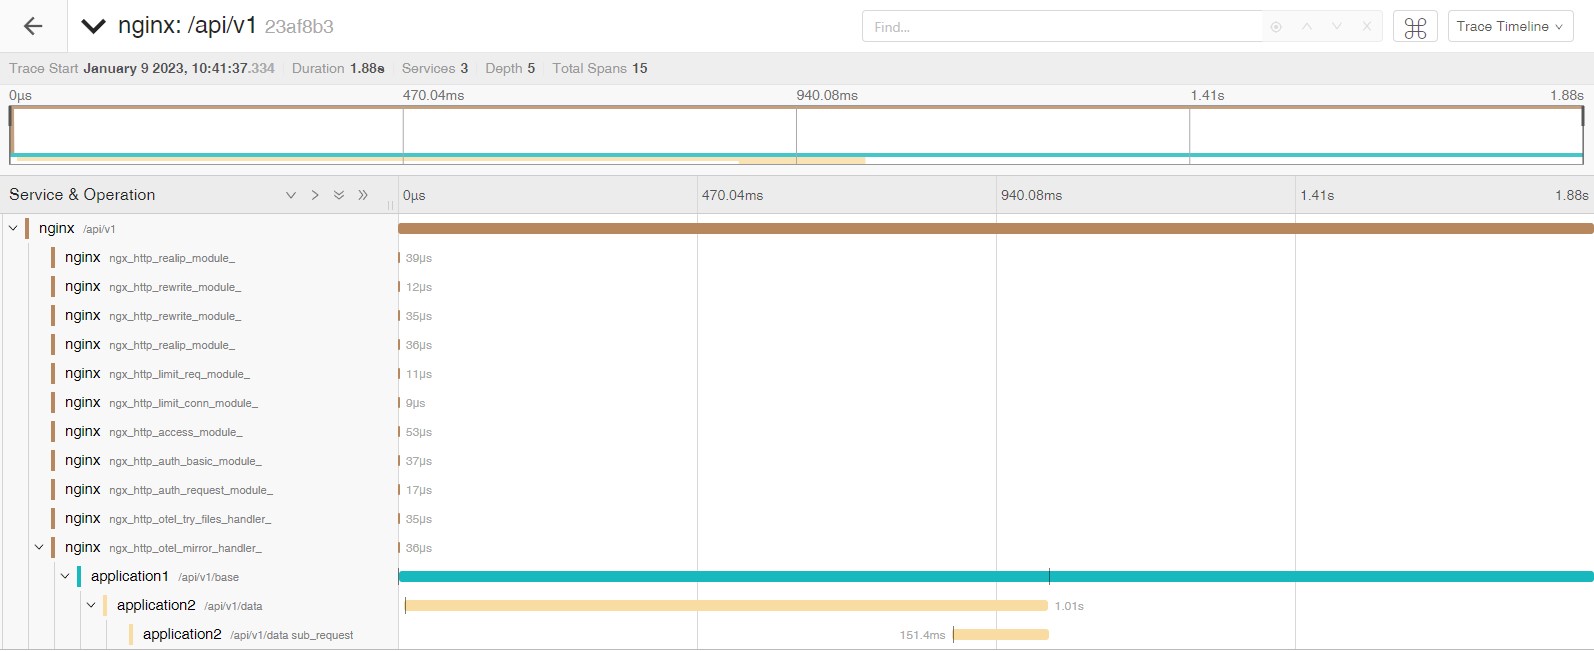 nginx: /api/v1 23af8b3
Find...
Trace Timeline
Trace Start January 9 2023, 10:41:37.334 Duration 1.88s Services 3 Depth 5 Total Spans 15
0μs 470.04ms 940.08ms 1.41s 1.88s
Service & Operation 0μs 470.04ms 940.08ms 1.41s 1.88s
nginx /api/v1
nginx ngx_http_realip_module_ 39μs
nginx ngx_http_rewrite_module_ 12μs
nginx ngx_http_rewrite_module_ 35μs
nginx ngx_http_realip_module_ 36μs
nginx ngx_http_limit_req_module_ 11μs
nginx ngx_http_limit_conn_module_ 9μs
nginx ngx_http_access_module_ 53μs
nginx ngx_http_auth_basic_module_ 37μs
nginx ngx_http_auth_request_module_ 17μs
nginx ngx_http_otel_try_files_handler_ 35μs
nginx ngx_http_otel_mirror_handler_ 36μs
application1 /api/v1/base
application2 /api/v1/data 1.01s
application2 /api/v1/data sub_request 151.4ms